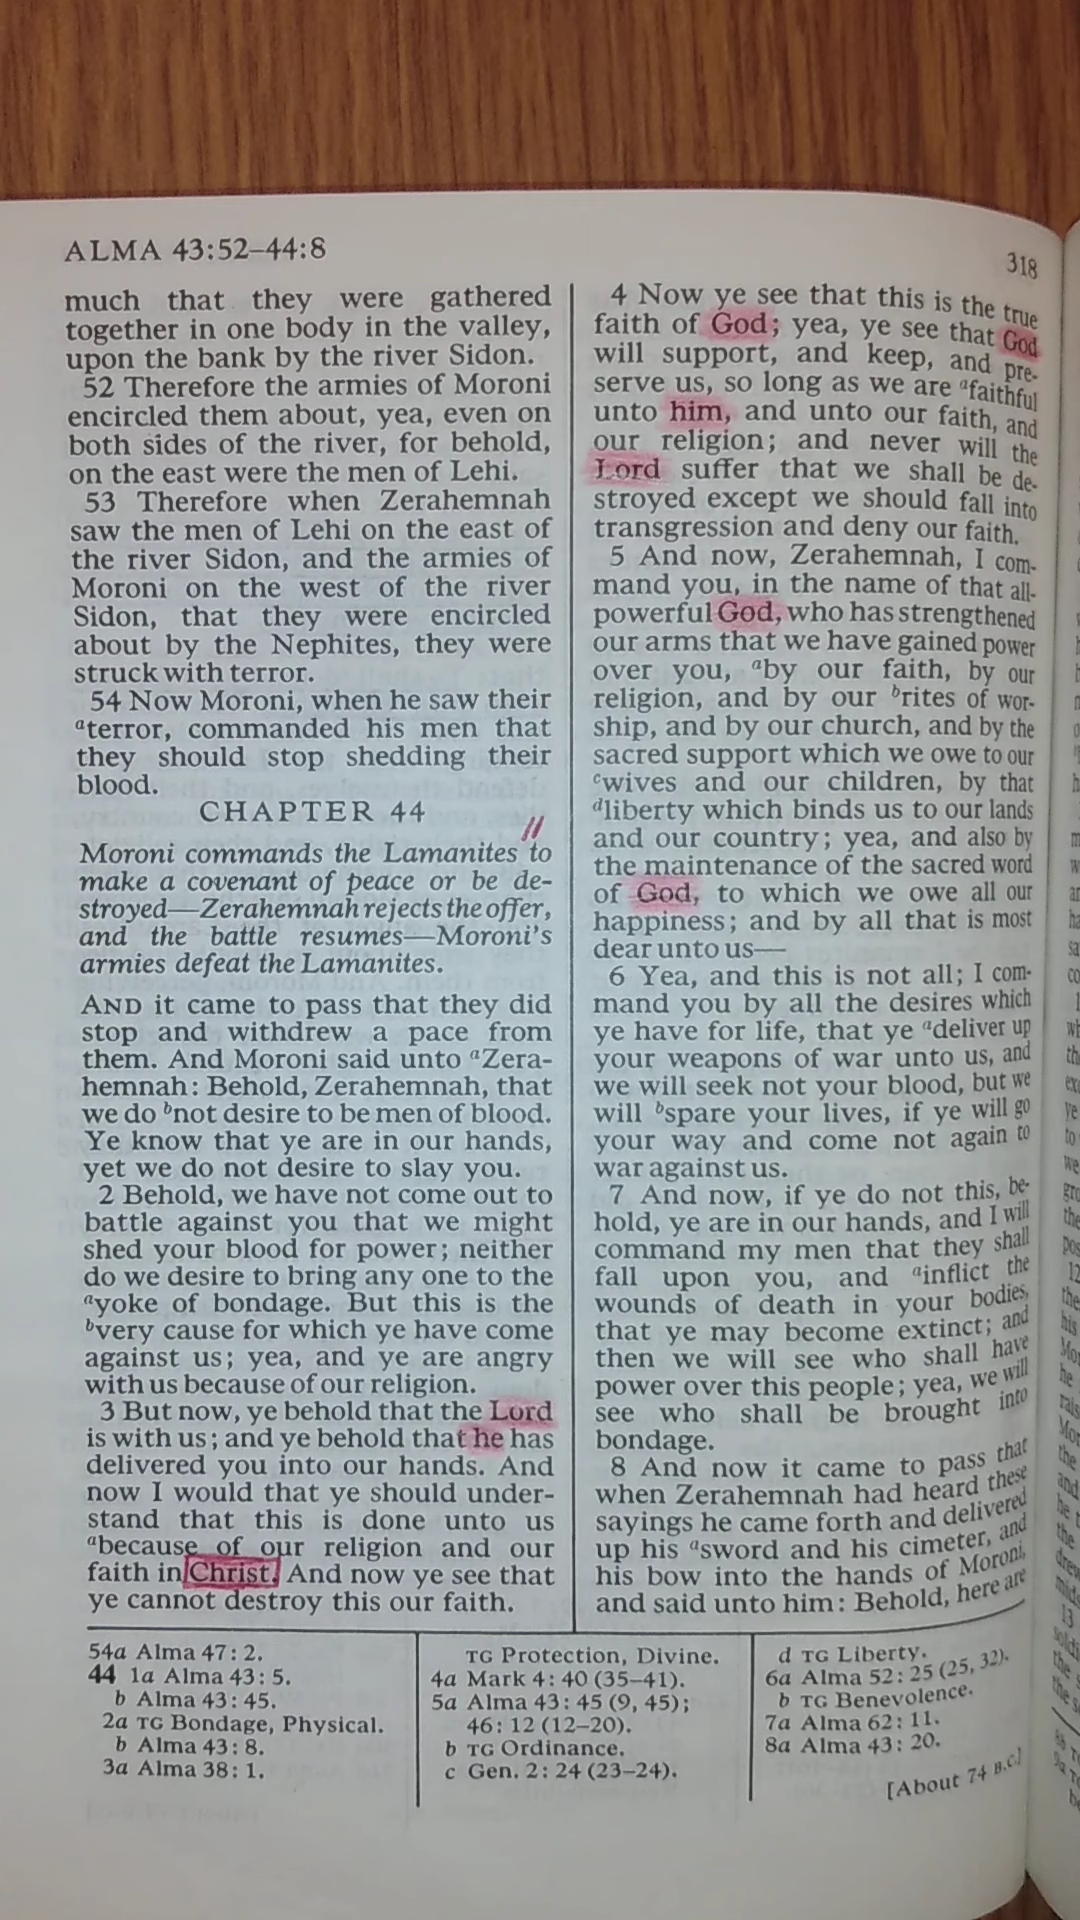 ALMA 43:52–44:8
318
much that they were gathered
together in one body in the valley,
upon the bank by the river Sidon.
52 Therefore the armies of Moroni
encircled them about, yea, even on
both sides of the river, for behold,
on the east were the men of Lehi.
53 Therefore when Zerahemnah
saw the men of Lehi on the east of
the river Sidon, and the armies of
Moroni on the west of the river
Sidon, that they were encircled
about by the Nephites, they were
struck with terror.
54 Now Moroni, when he saw their
aterror, commanded his men that
they should stop shedding their
blood.
CHAPTER 44
Moroni commands the Lamanites to
make a covenant of peace or be de-
stroyed—Zerahemnah rejects the offer,
and the battle resumes—Moroni's
armies defeat the Lamanites.
AND it came to pass that they did
stop and withdrew a pace from
them. And Moroni said unto aZera-
hemnah: Behold, Zerahemnah, that
we do bnot desire to be men of blood.
Ye know that ye are in our hands,
yet we do not desire to slay you.
2 Behold, we have not come out to
battle against you that we might
shed your blood for power; neither
do we desire to bring any one to the
ayoke of bondage. But this is the
bvery cause for which ye have come
against us; yea, and ye are angry
with us because of our religion.
3 But now, ye behold that the Lord
is with us; and ye behold that he has
delivered you into our hands. And
now I would that ye should under-
stand that this is done unto us
abecause of our religion and our
faith in Christ. And now ye see that
ye cannot destroy this our faith.
4 Now ye see that this is the true
faith of God; yea, ye see that God
will support, and keep, and pre-
serve us, so long as we are afaithful
unto him, and unto our faith, and
our religion; and never will the
Lord suffer that we shall be de-
stroyed except we should fall into
transgression and deny our faith.
5 And now, Zerahemnah, I com-
mand you, in the name of that all-
powerful God, who has strengthened
our arms that we have gained power
over you, aby our faith, by our
religion, and by our brites of wor-
ship, and by our church, and by the
sacred support which we owe to our
cwives and our children, by that
dliberty which binds us to our lands
and our country; yea, and also by
the maintenance of the sacred word
of God, to which we owe all our
happiness; and by all that is most
dear unto us—
6 Yea, and this is not all; I com-
mand you by all the desires which
ye have for life, that ye adeliver up
your weapons of war unto us, and
we will seek not your blood, but we
will bspare your lives, if ye will go
your way and come not again to
war against us.
7 And now, if ye do not this, be-
hold, ye are in our hands, and I will
command my men that they shall
fall upon you, and ainflict the
wounds of death in your bodies,
that ye may become extinct; and
then we will see who shall have
power over this people; yea, we will
see who shall be brought into
bondage.
8 And now it came to pass that
when Zerahemnah had heard these
sayings he came forth and delivered
up his asword and his cimeter, and
his bow into the hands of Moroni,
and said unto him: Behold, here are
54a Alma 47:2.
44 1a Alma 43:5.
b Alma 43:45.
2a TG Bondage, Physical.
b Alma 43:8.
3a Alma 38:1.
TG Protection, Divine.
4a Mark 4:40 (35–41).
5a Alma 43:45 (9, 45);
46:12 (12–20).
b TG Ordinance.
c Gen. 2:24 (23–24).
d TG Liberty.
6a Alma 52:25 (25, 32).
b TG Benevolence.
7a Alma 62:11.
8a Alma 43:20.
[About 74 B.C.]